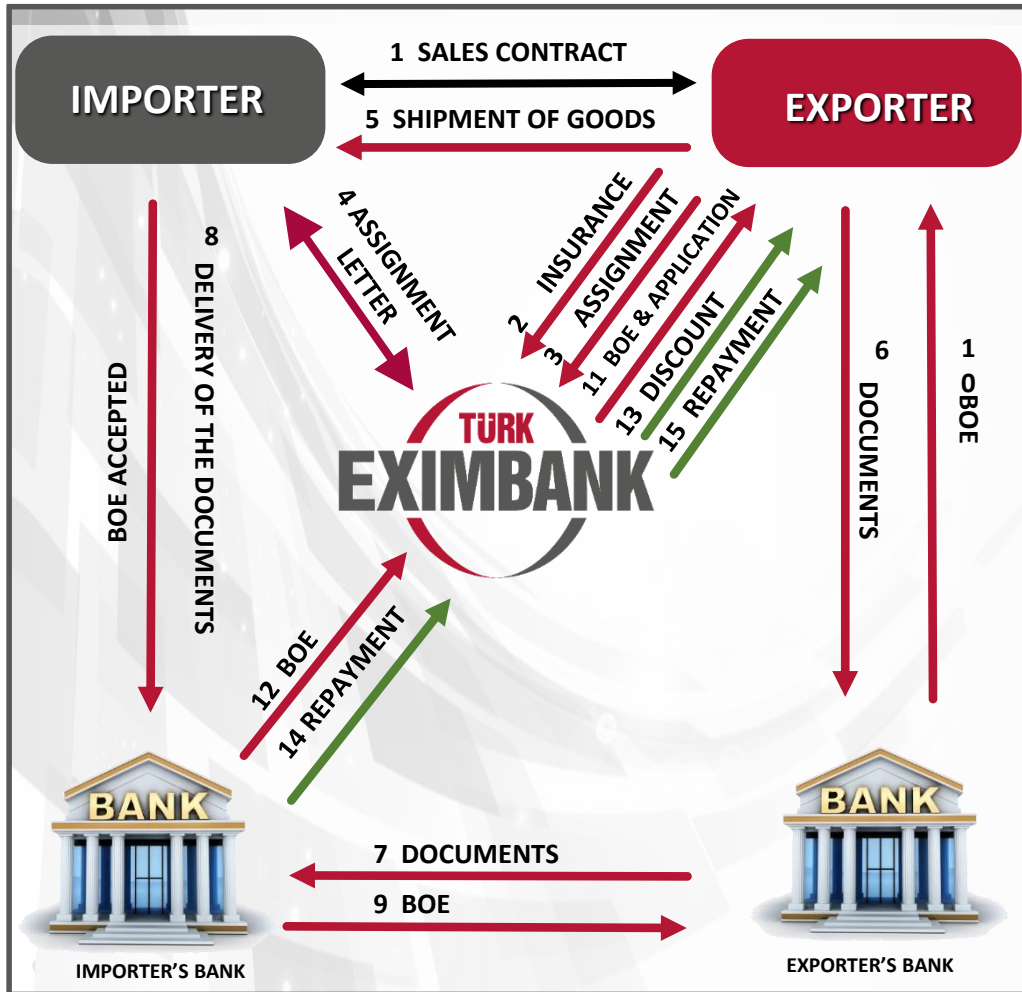 1 SALES CONTRACT
IMPORTER
EXPORTER
5 SHIPMENT OF GOODS
4 ASSIGNMENT
LETTER
2 INSURANCE
3 ASSIGNMENT
11 BOE & APPLICATION
13 DISCOUNT
15 REPAYMENT
BOE ACCEPTED
8 DELIVERY OF THE DOCUMENTS
6 DOCUMENTS
1 0BOE
TÜRK
EXIMBANK
12 BOE
14 REPAYMENT
BANK
BANK
7 DOCUMENTS
9 BOE
IMPORTER’S BANK
EXPORTER’S BANK